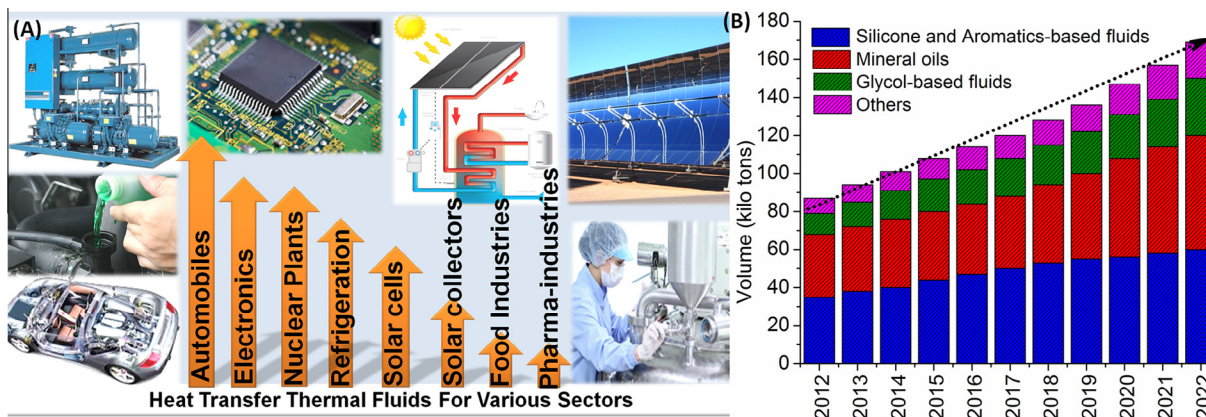 (A)
Automobiles
Electronics
Nuclear Plants
Refrigeration
Solar cells
Solar collectors
Food Industries
Pharma-industries
Heat Transfer Thermal Fluids For Various Sectors
(B)
180
160
140
120
100
80
60
40
20
0
Volume (kilo tons)
Silicone and Aromatics-based fluids
Mineral oils
Glycol-based fluids
Others
2012
2013
2014
2015
2016
2017
2018
2019
2020
2021
2022